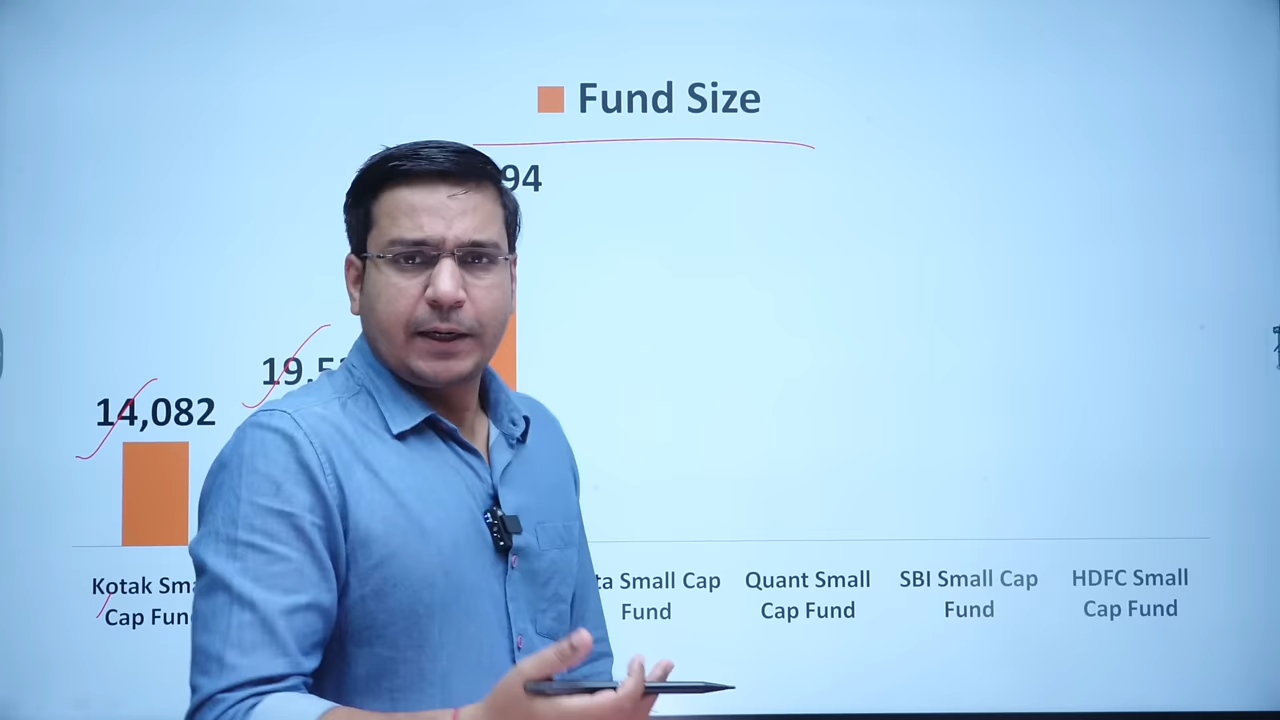 Fund Size
94
19,5
14,082
Kotak Sma
Cap Fun
ta Small Cap
Fund
Quant Small
Cap Fund
SBI Small Cap
Fund
HDFC Small
Cap Fund